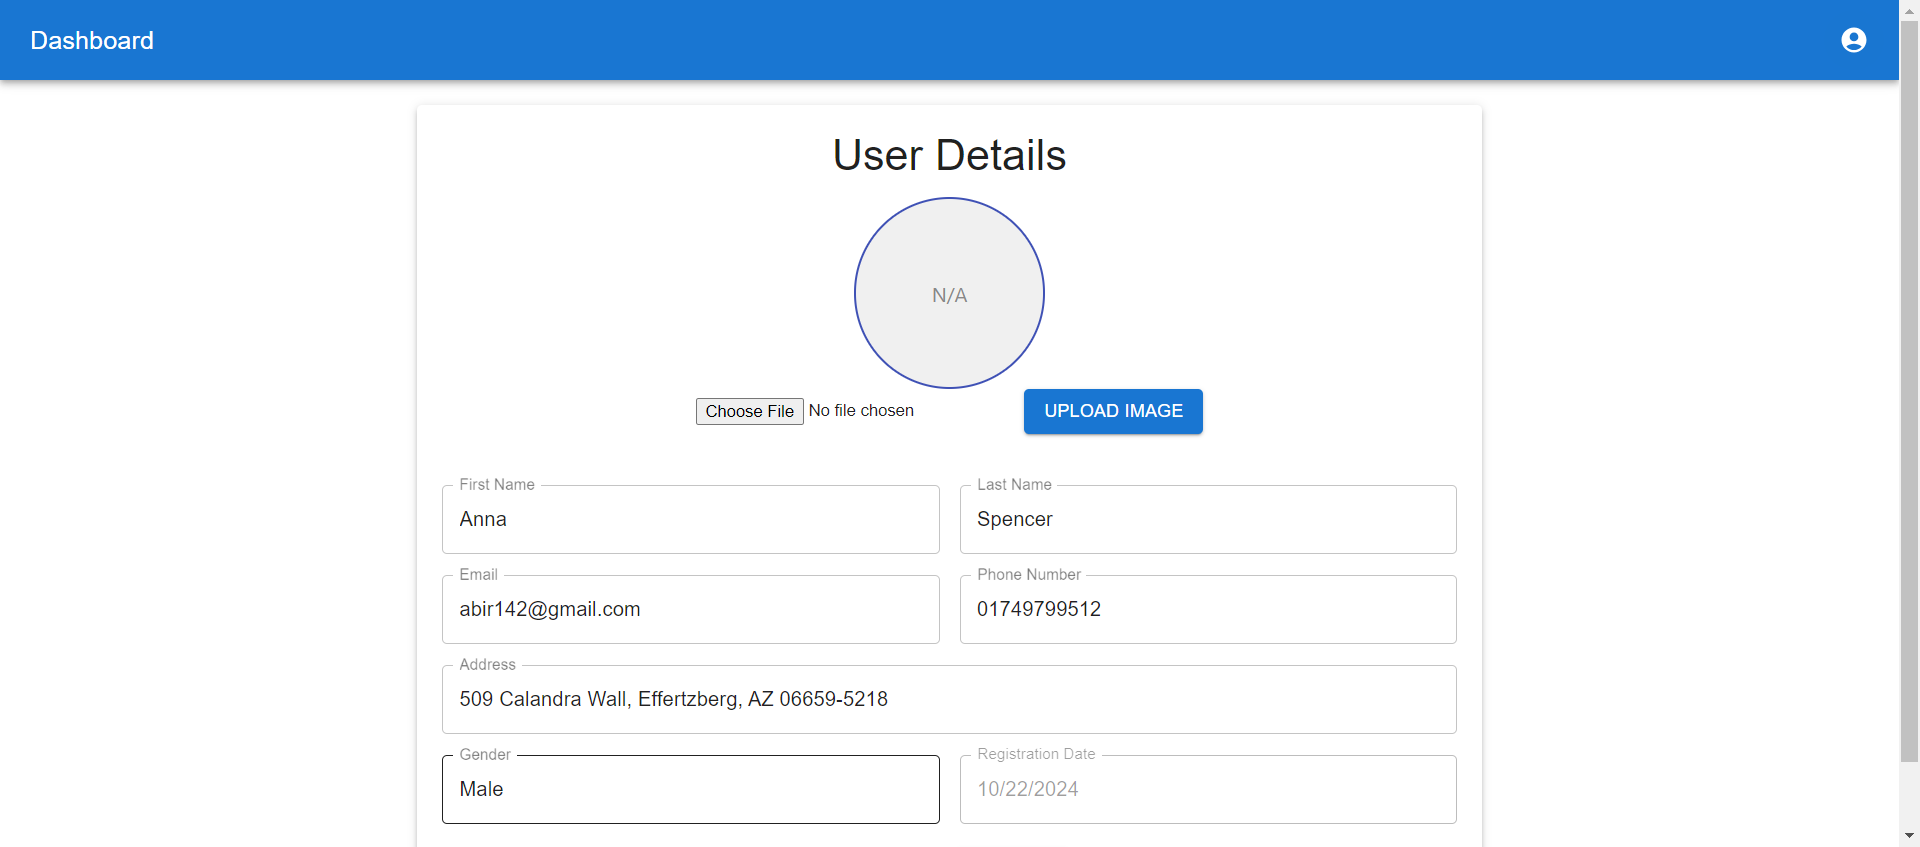 Dashboard
User Details
N/A
Choose File No file chosen
UPLOAD IMAGE
First Name
Anna
Last Name
Spencer
Email
abir142@gmail.com
Phone Number
01749799512
Address
509 Calandra Wall, Effertzberg, AZ 06659-5218
Gender
Male
Registration Date
10/22/2024